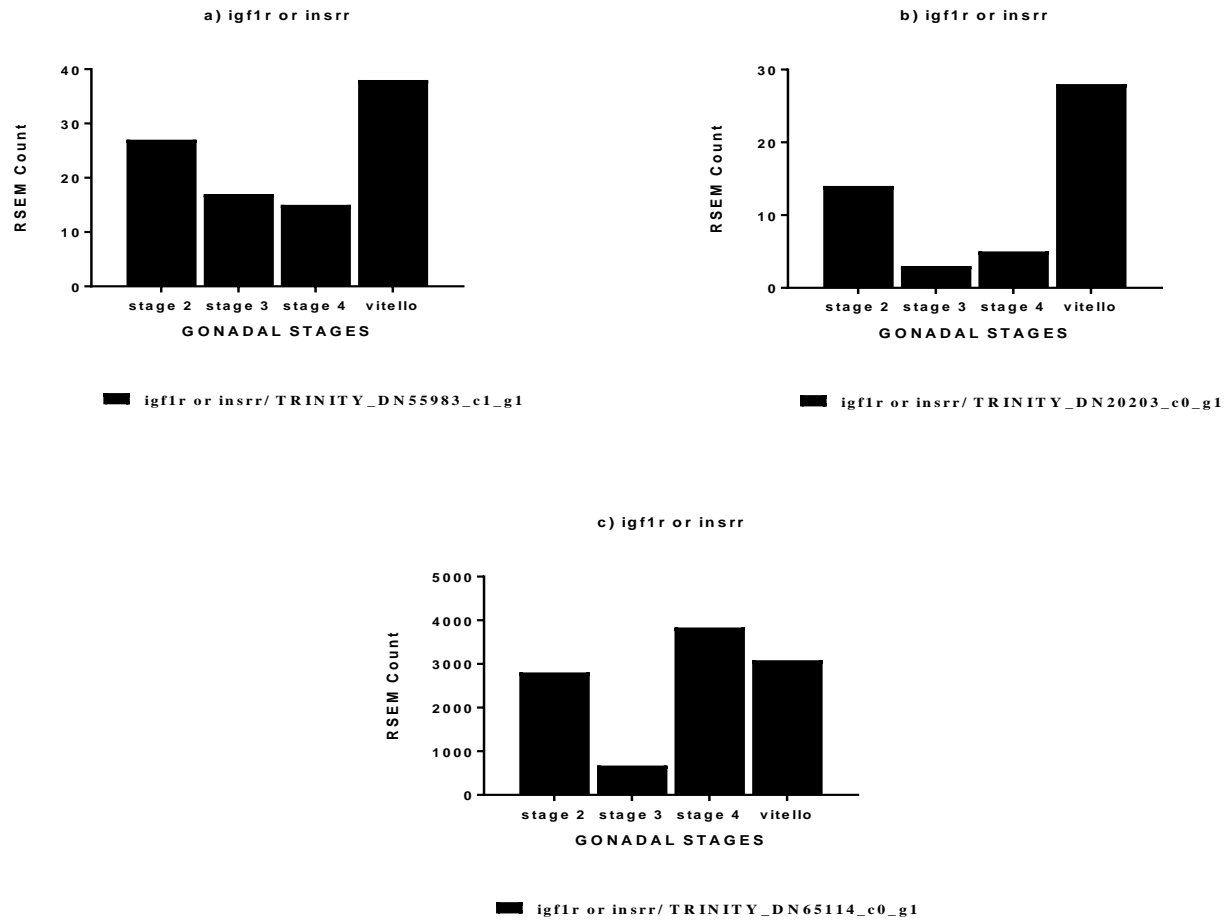 a) igf1r or insrr
RSEM Count
40
30
20
10
0
stage 2 stage 3 stage 4 vitello
GONADAL STAGES
igf1r or insrr/ TRINITY_DN55983_c1_g1
b) igf1r or insrr
RSEM Count
30
20
10
0
stage 2 stage 3 stage 4 vitello
GONADAL STAGES
igf1r or insrr/ TRINITY_DN20203_c0_g1
c) igf1r or insrr
RSEM Count
5000
4000
3000
2000
1000
0
stage 2 stage 3 stage 4 vitello
GONADAL STAGES
igf1r or insrr/ TRINITY_DN65114_c0_g1